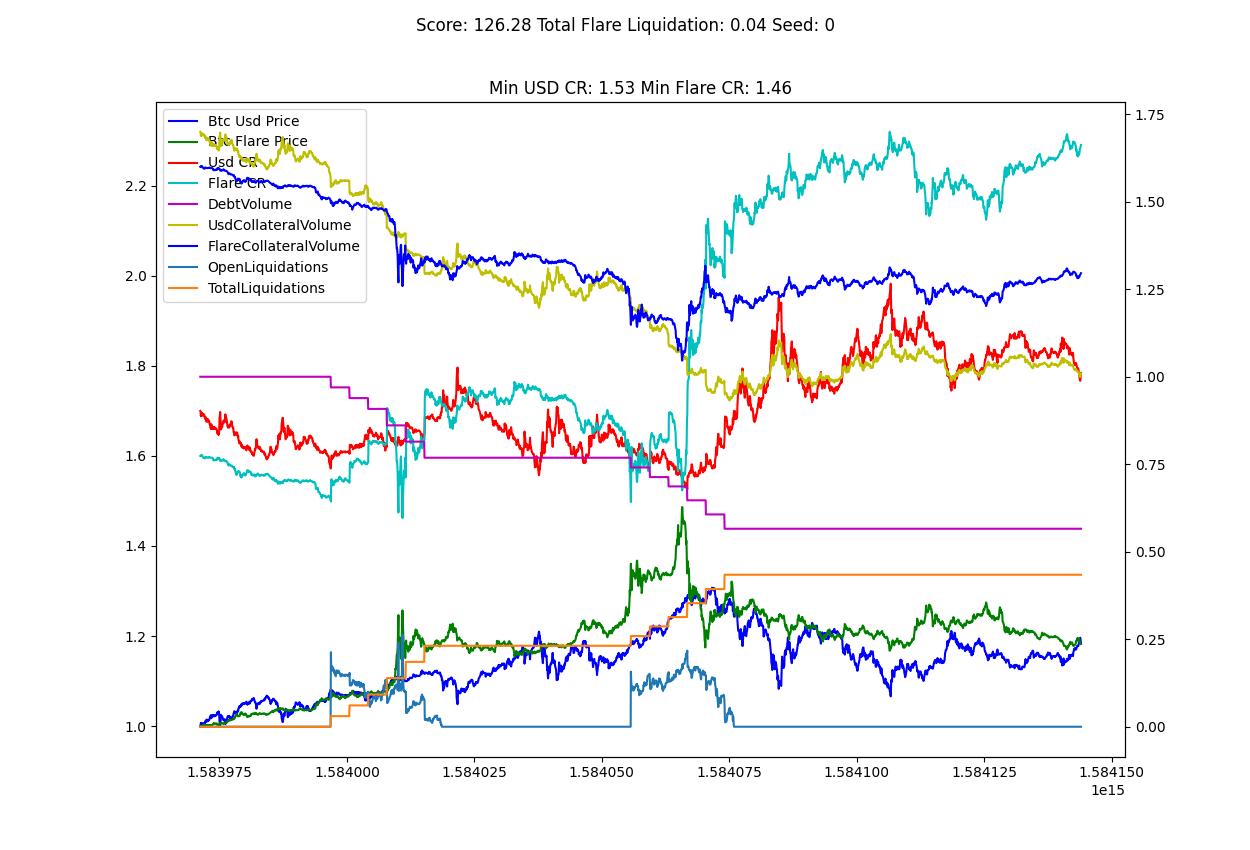 Score: 126.28 Total Flare Liquidation: 0.04 Seed: 0
Min USD CR: 1.53 Min Flare CR: 1.46
Btc Usd Price
Btc Flare Price
Usd CR
Flare CR
DebtVolume
UsdCollateralVolume
FlareCollateralVolume
OpenLiquidations
TotalLiquidations
2.2
2.0
1.8
1.6
1.4
1.2
1.0
1.75
1.50
1.25
1.00
0.75
0.50
0.25
0.00
1.583975 1.584000 1.584025 1.584050 1.584075 1.584100 1.584125 1.584150
1e15